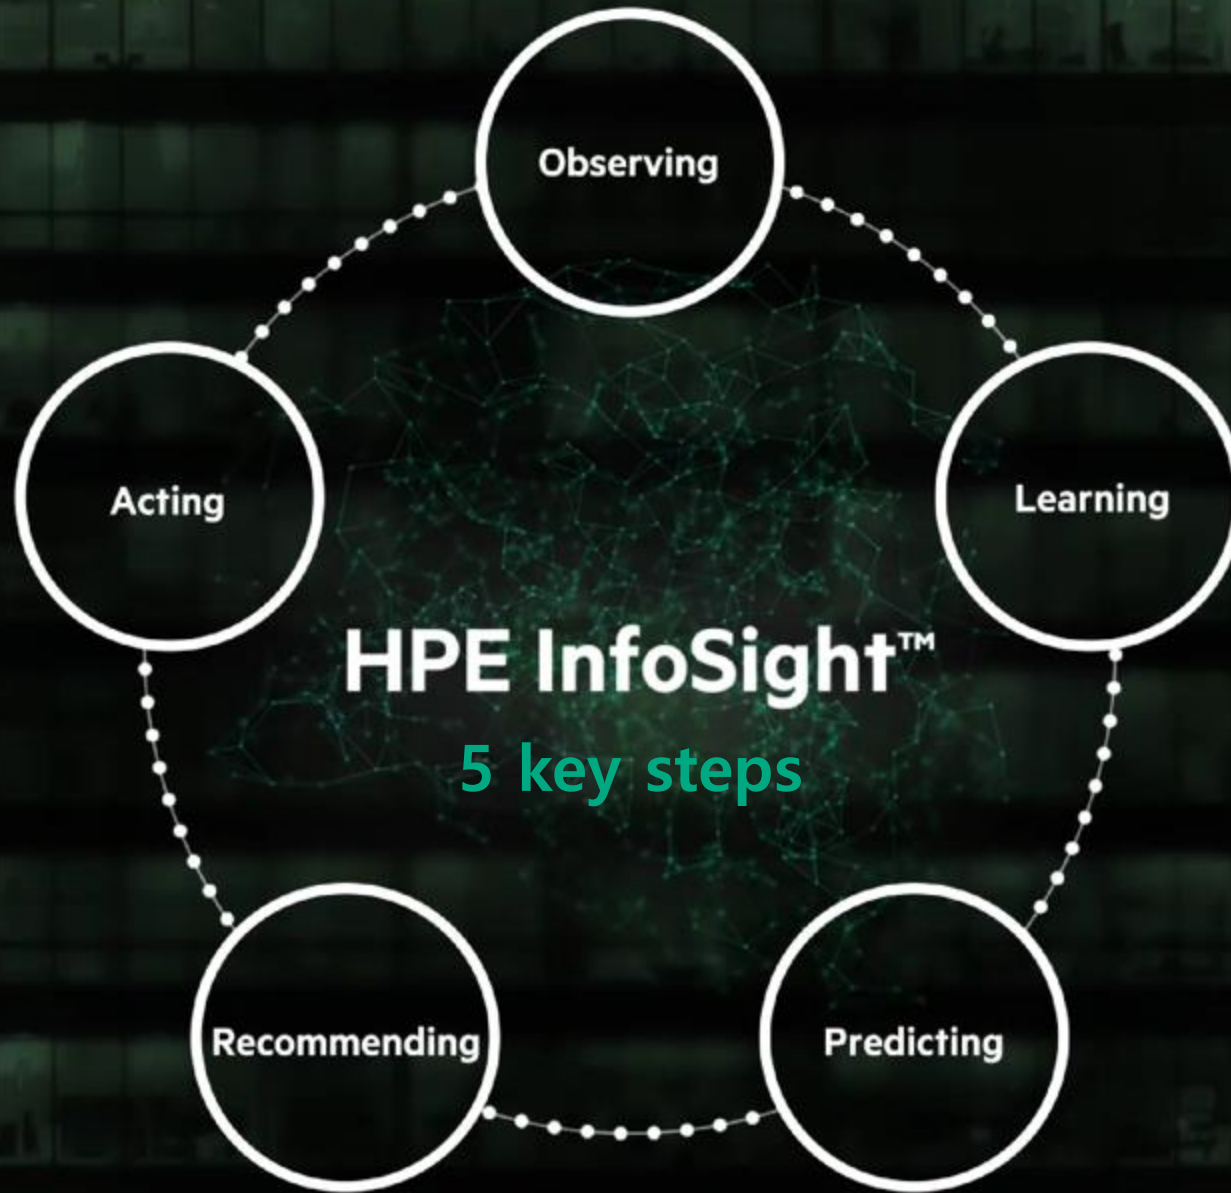 Observing
Acting
Learning
HPE InfoSight™
5 key steps
Recommending
Predicting